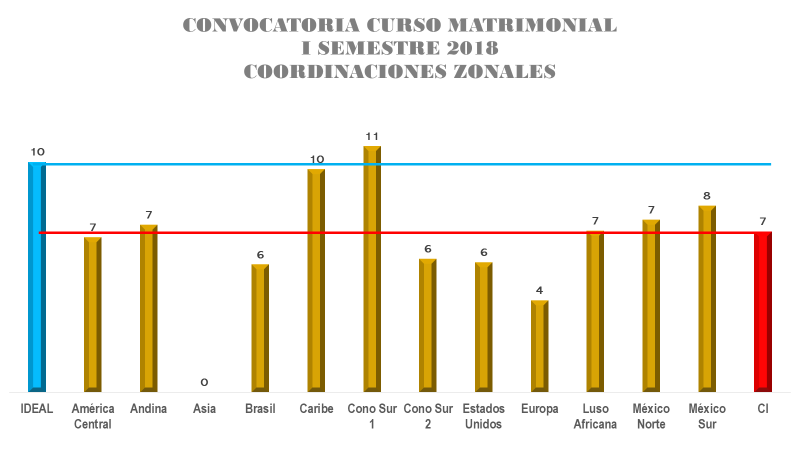 CONVOCATORIA CURSO MATRIMONIAL
I SEMESTRE 2018
COORDINACIONES ZONALES
10
7
7
0
6
10
11
6
6
4
7
7
8
7
IDEAL
América
Central
Andina
Asia
Brasil
Caribe
Cono Sur
1
Cono Sur
2
Estados
Unidos
Europa
Luso
Africana
México
Norte
México
Sur
CI